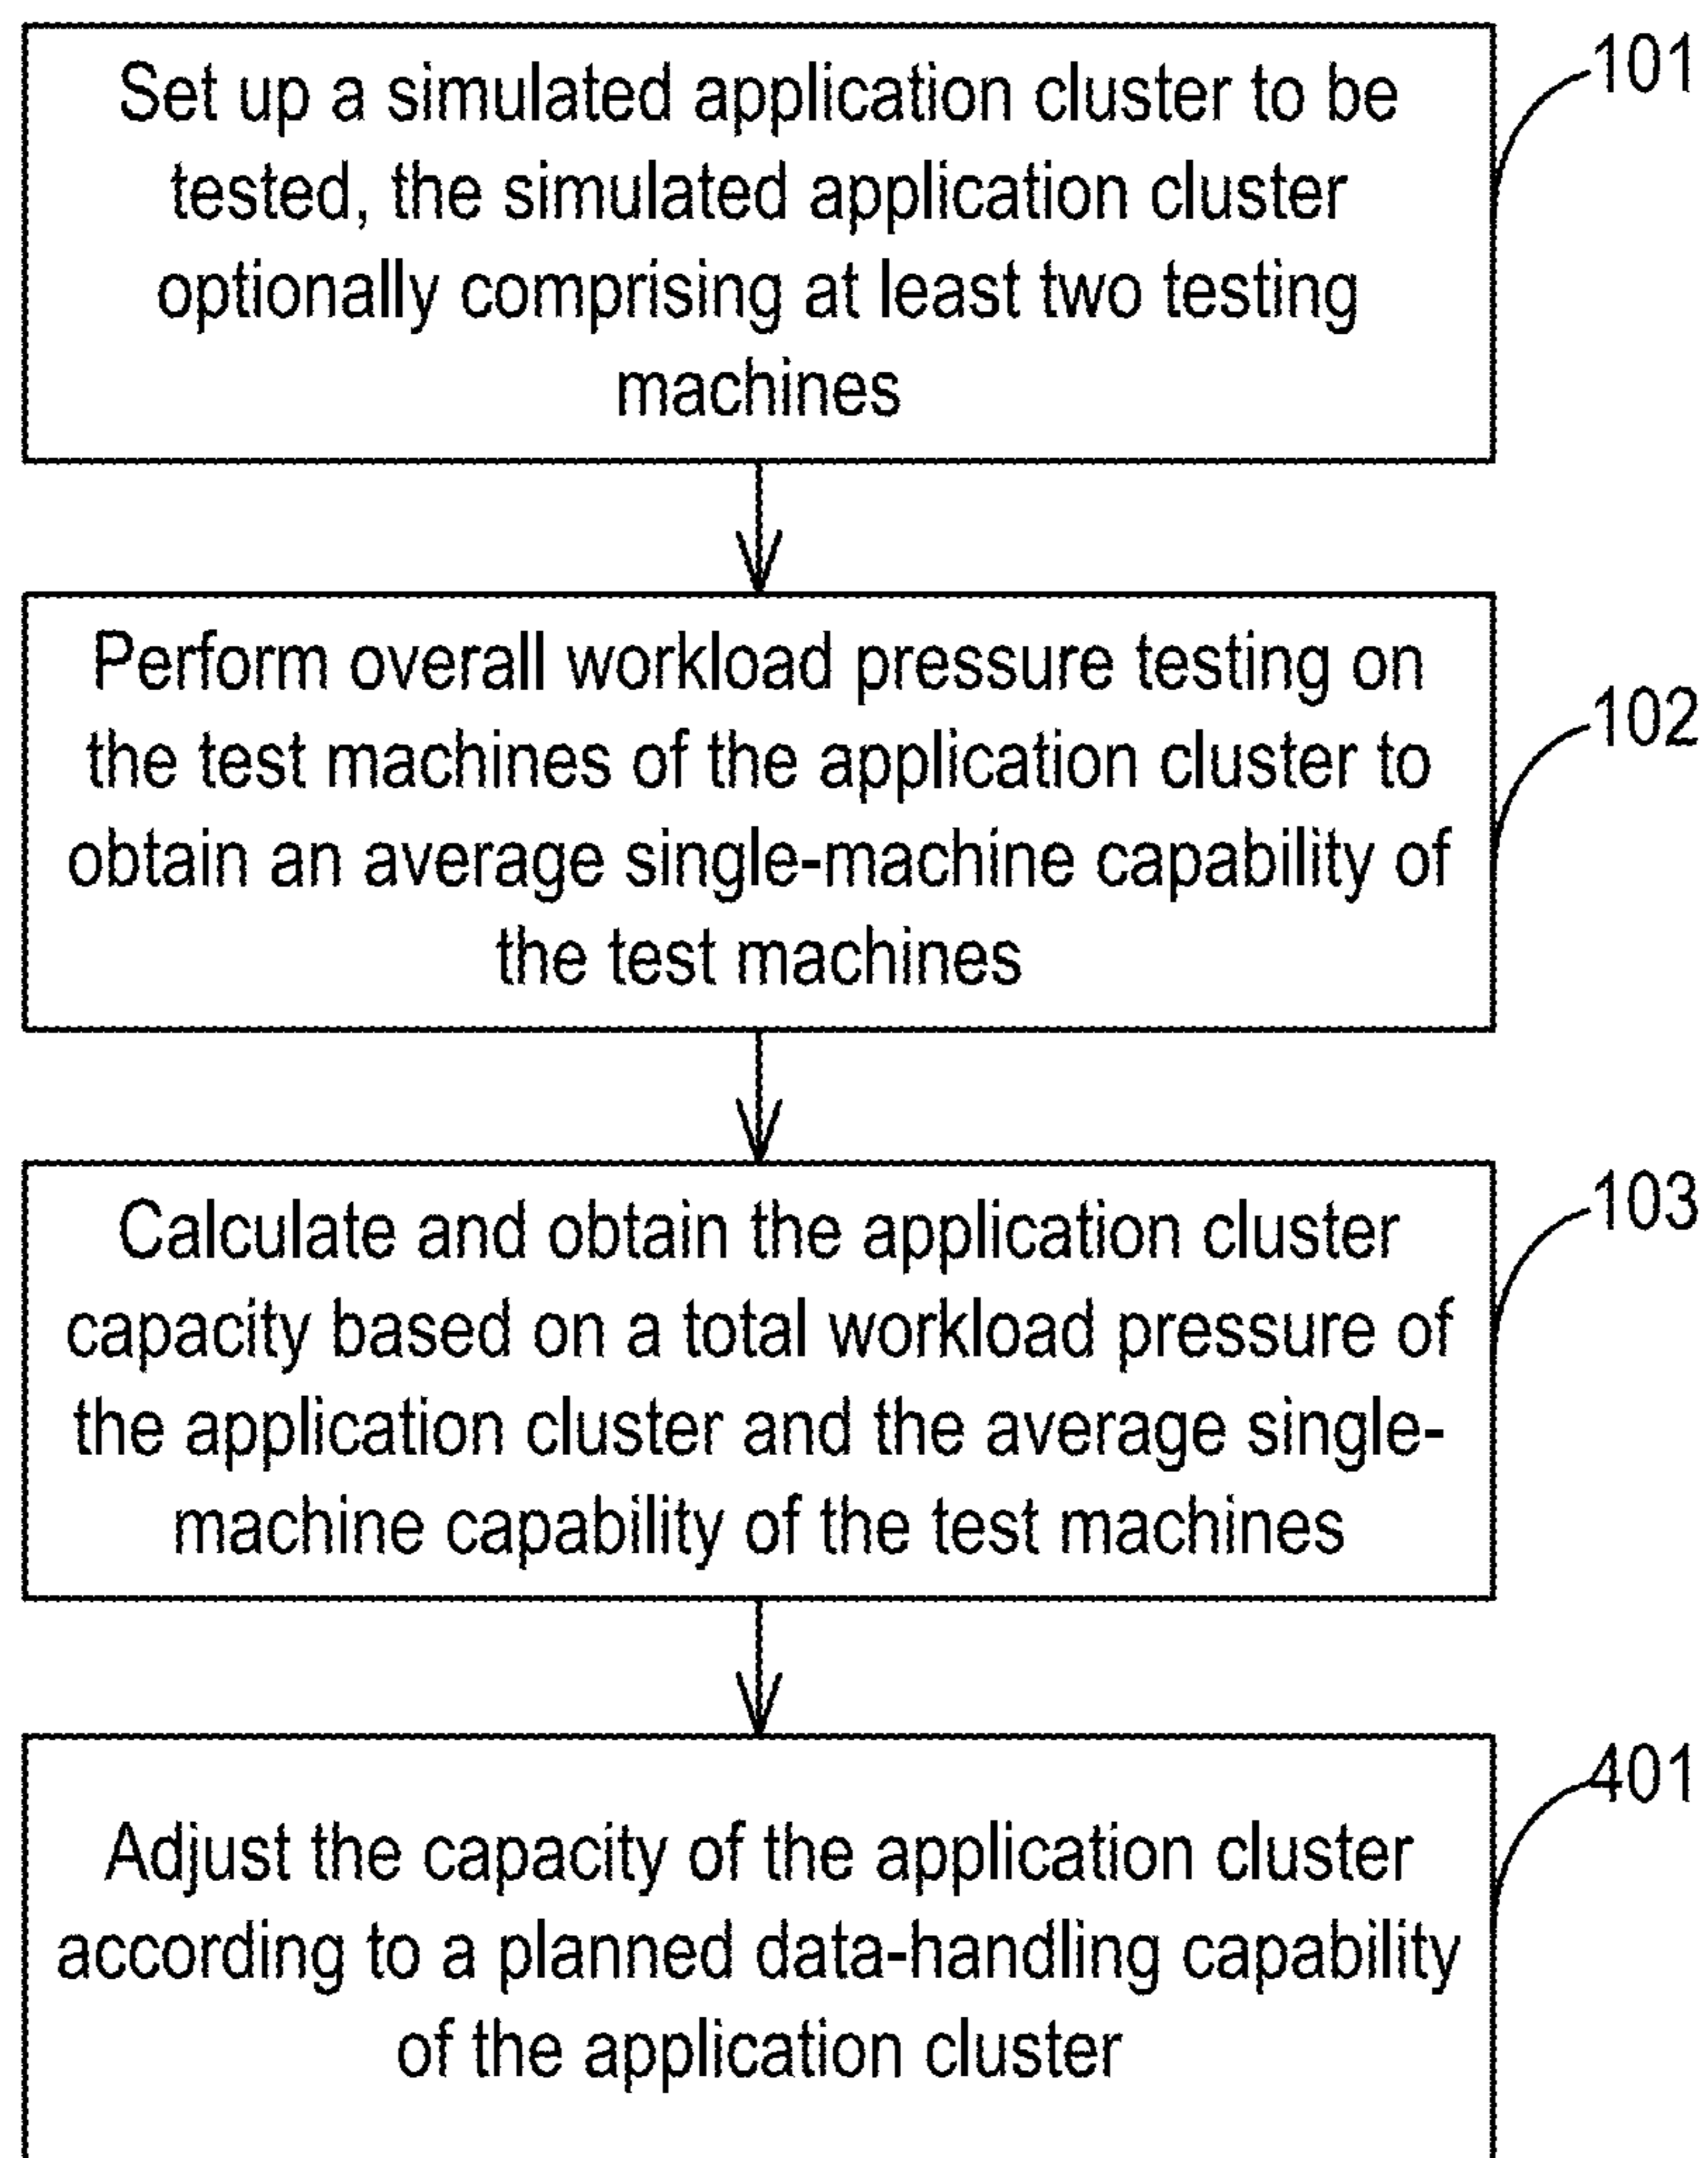 Set up a simulated application cluster to be
tested, the simulated application cluster
optionally comprising at least two testing
machines
101
Perform overall workload pressure testing on
the test machines of the application cluster to
obtain an average single-machine capability of
the test machines
102
Calculate and obtain the application cluster
capacity based on a total workload pressure of
the application cluster and the average single-
machine capability of the test machines
103
Adjust the capacity of the application cluster
according to a planned data-handling capability
of the application cluster
401